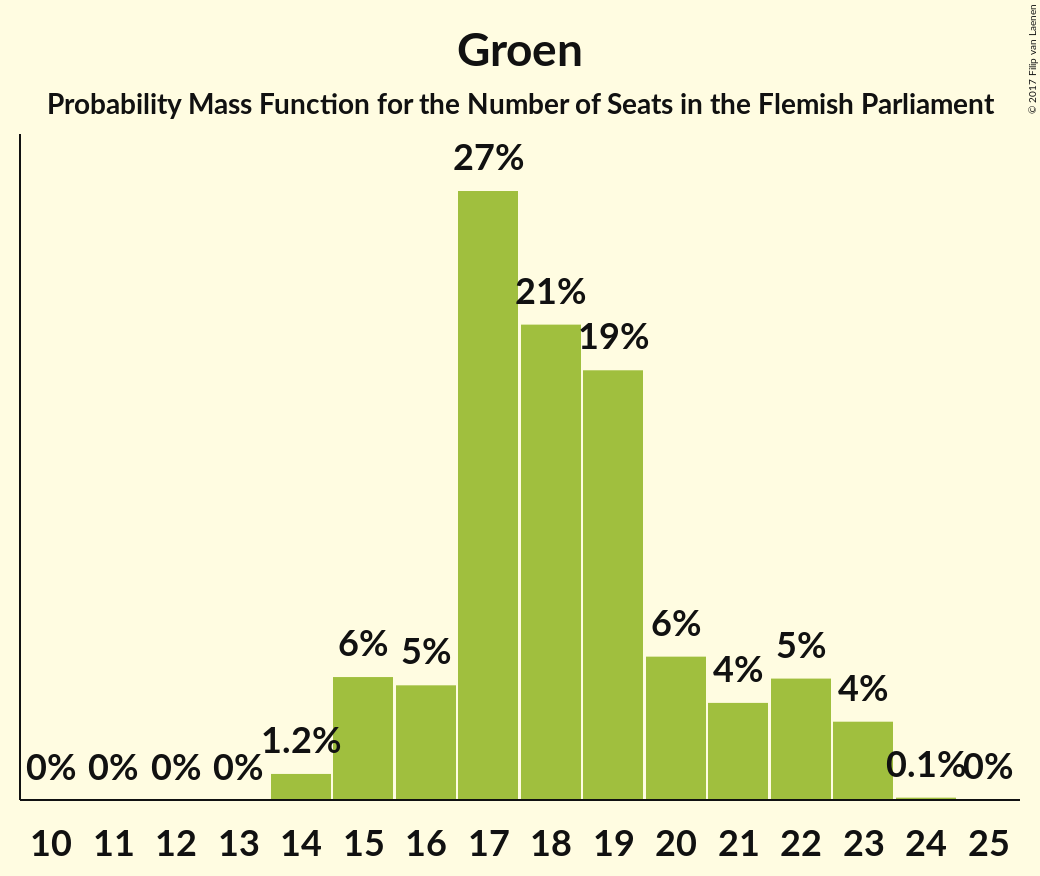 Groen
Probability Mass Function for the Number of Seats in the Flemish Parliament
© 2017 Filip van Laenen
27%
21%
19%
6%
5%
6%
4%
5%
4%
1.2%
0% 0% 0% 0% 0.1% 0%
10 11 12 13 14 15 16 17 18 19 20 21 22 23 24 25